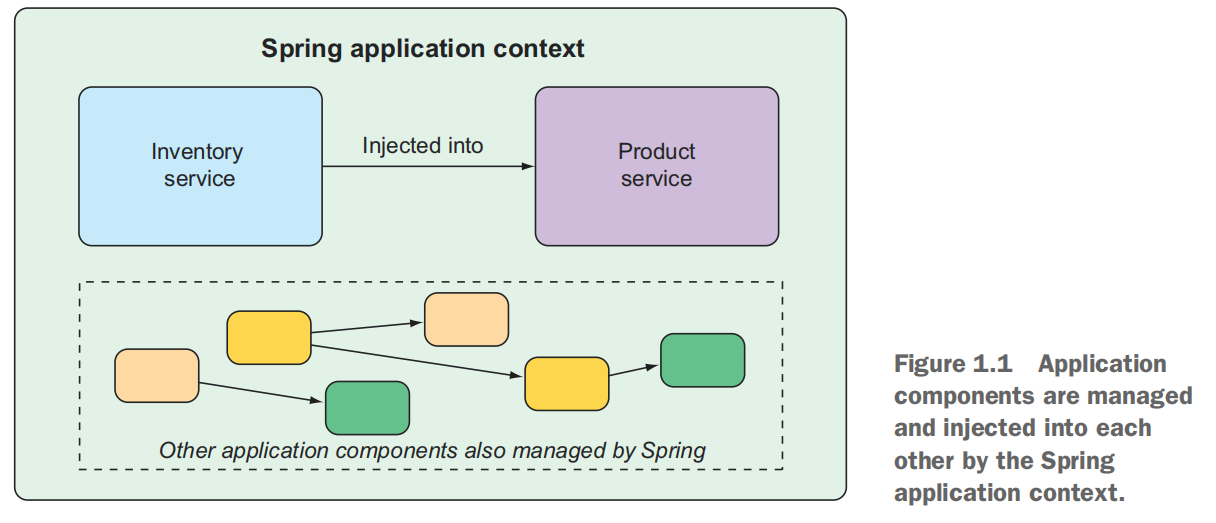 Spring application context
Inventory
service
Injected into
Product
service
Other application components also managed by Spring
Figure 1.1 Application
components are managed
and injected into each
other by the Spring
application context.